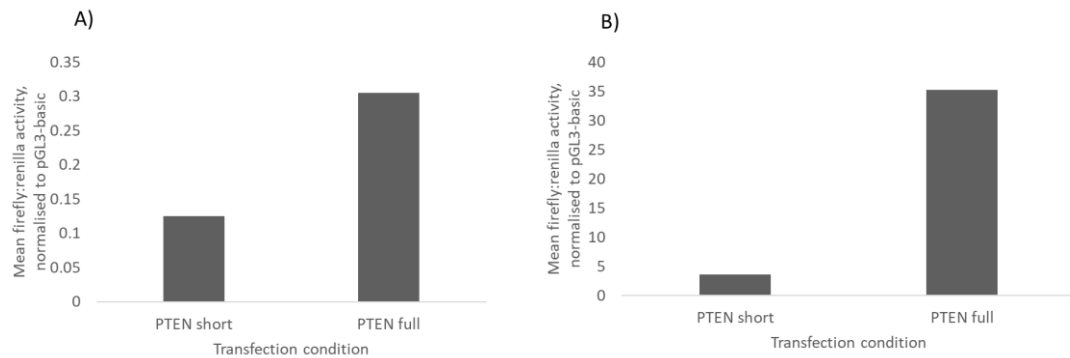 A)
Mean firefly:renilla activity,
normalised to pGL3-basic
0.35
0.3
0.25
0.2
0.15
0.1
0.05
0
PTEN short
PTEN full
Transfection condition
B)
Mean firefly:renilla activity,
normalised to pGL3-basic
40
35
30
25
20
15
10
5
0
PTEN short
PTEN full
Transfection condition